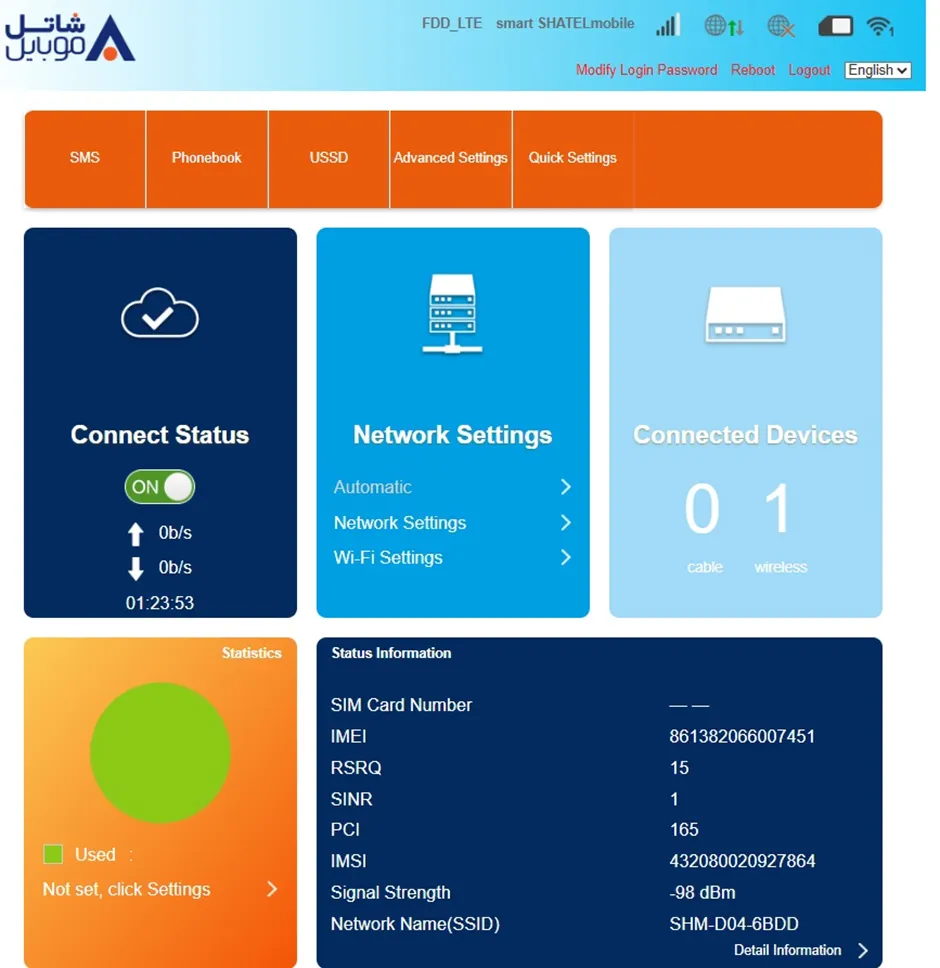 شاتل
موبایل
FDD_LTE smart SHATELmobile
1
Modify Login Password Reboot Logout English
SMS Phonebook USSD Advanced Settings Quick Settings
Connect Status
ON
0b/s
0b/s
01:23:53
Network Settings
Automatic
Network Settings
Wi-Fi Settings
Connected Devices
0 1
cable wireless
Statistics
Used :
Not set, click Settings
Status Information
SIM Card Number — —
IMEI 861382066007451
RSRQ 15
SINR 1
PCI 165
IMSI 432080020927864
Signal Strength -98 dBm
Network Name(SSID) SHM-D04-6BDD
Detail Information